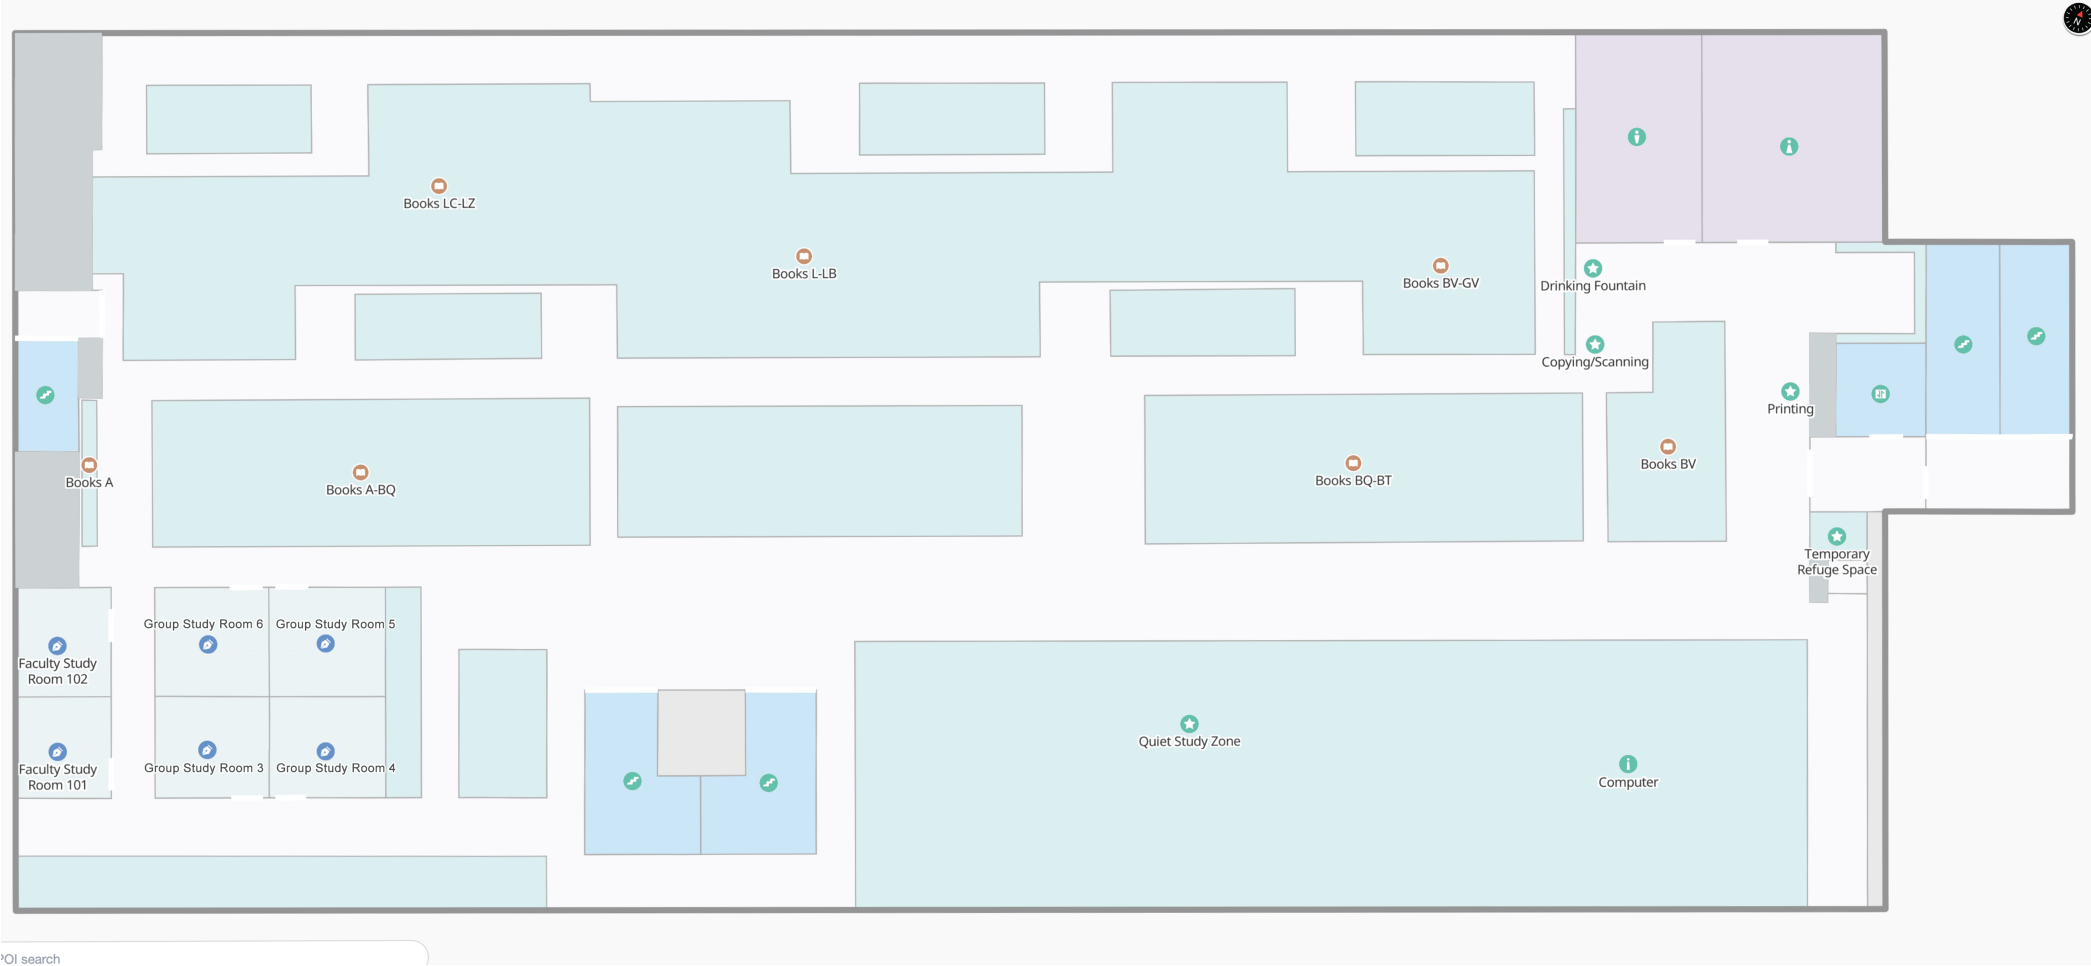 N
Books LC-LZ
Books L-LB
Books BV-GV
Drinking Fountain
Copying/Scanning
Printing
Books A
Books A-BQ
Books BQ-BT
Books BV
Temporary
Refuge Space
Group Study Room 6
Group Study Room 5
Faculty Study
Room 102
Group Study Room 3
Group Study Room 4
Faculty Study
Room 101
Quiet Study Zone
Computer
POI search